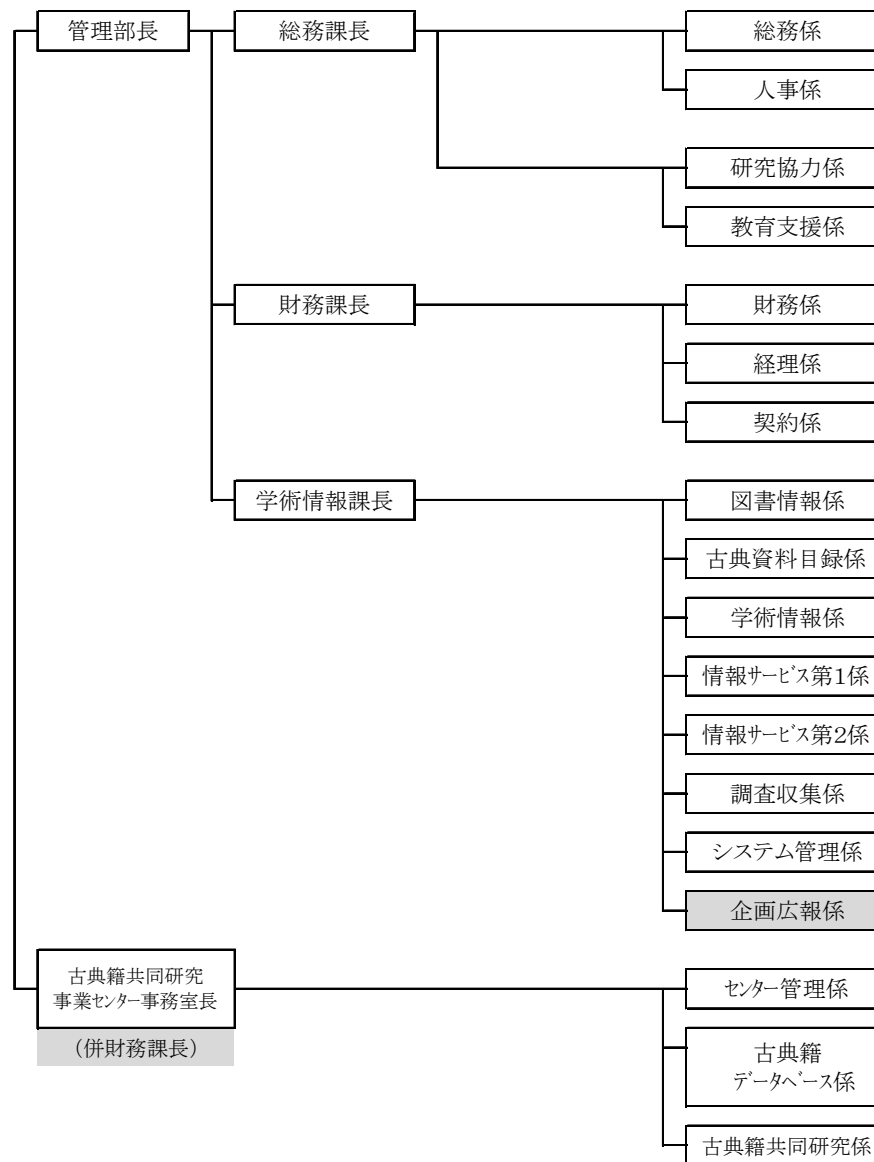 管理部長
総務課長
総務係
人事係
研究協力係
教育支援係
財務課長
財務係
経理係
契約係
学術情報課長
図書情報係
古典資料目録係
学術情報係
情報サービス第1係
情報サービス第2係
調査収集係
システム管理係
企画広報係
古典籍共同研究
事業センター事務室長
（併財務課長）
センター管理係
古典籍
データベース係
古典籍共同研究係